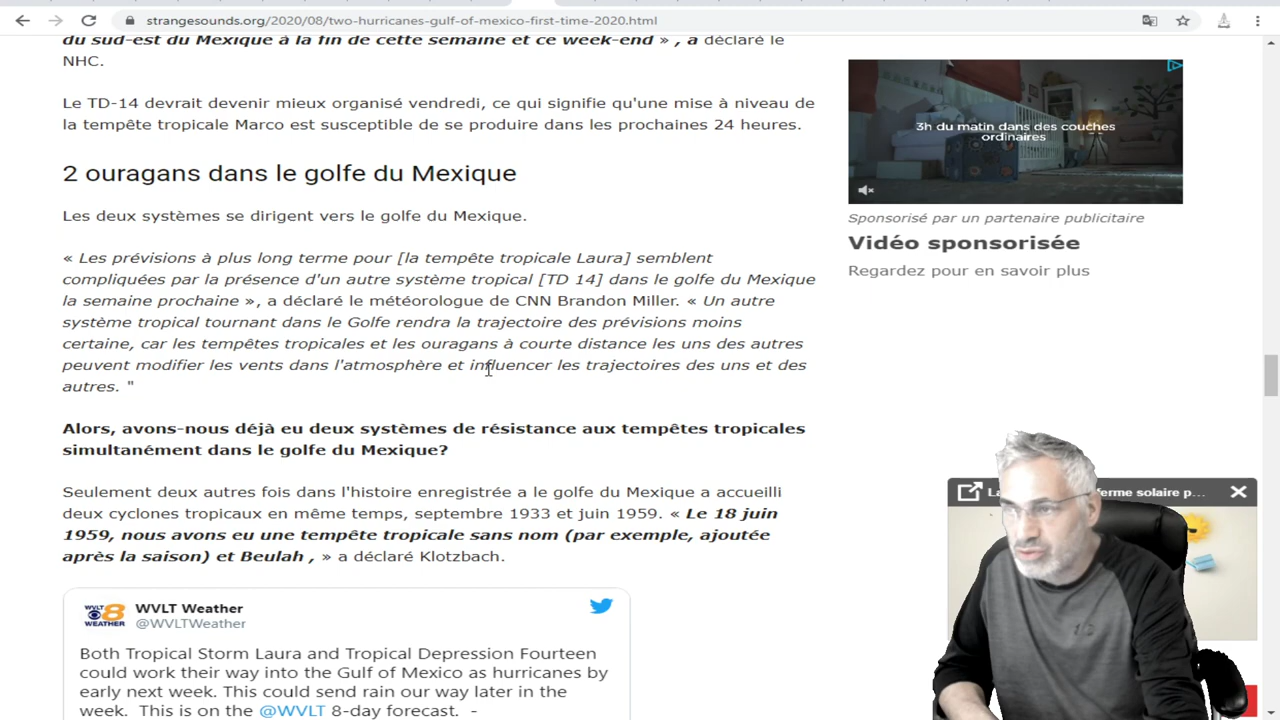 strangesounds.org/2020/08/two-hurricanes-gulf-of-mexico-first-time-2020.html
du sud-est du Mexique à la fin de cette semaine et ce week-end » , a déclaré le
NHC.
Le TD-14 devrait devenir mieux organisé vendredi, ce qui signifie qu'une mise à niveau de
la tempête tropicale Marco est susceptible de se produire dans les prochaines 24 heures.
2 ouragans dans le golfe du Mexique
Les deux systèmes se dirigent vers le golfe du Mexique.
« Les prévisions à plus long terme pour [la tempête tropicale Laura] semblent
compliquées par la présence d'un autre système tropical [TD 14] dans le golfe du Mexique
la semaine prochaine », a déclaré le météorologue de CNN Brandon Miller. « Un autre
système tropical tournant dans le Golfe rendra la trajectoire des prévisions moins
certaine, car les tempêtes tropicales et les ouragans à courte distance les uns des autres
peuvent modifier les vents dans l'atmosphère et influencer les trajectoires des uns et des
autres. "
Alors, avons-nous déjà eu deux systèmes de résistance aux tempêtes tropicales
simultanément dans le golfe du Mexique?
Seulement deux autres fois dans l'histoire enregistrée a le golfe du Mexique a accueilli
deux cyclones tropicaux en même temps, septembre 1933 et juin 1959. « Le 18 juin
1959, nous avons eu une tempête tropicale sans nom (par exemple, ajoutée
après la saison) et Beulah , » a déclaré Klotzbach.
8
WVLT
WEATHER
WVLT Weather
@WVLTWeather
Both Tropical Storm Laura and Tropical Depression Fourteen
could work their way into the Gulf of Mexico as hurricanes by
early next week. This could send rain our way later in the
week. This is on the @WVLT 8-day forecast. -
3h du matin dans des couches
ordinaires
Sponsorisé par un partenaire publicitaire
Vidéo sponsorisée
Regardez pour en savoir plus
ferme solaire p...